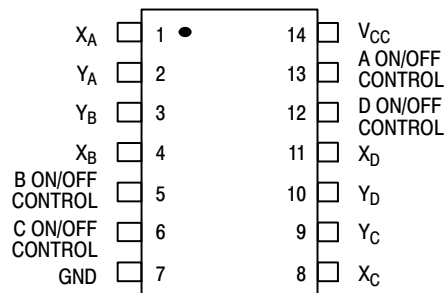 XA 1 14 VCC
YA 2 13 A ON/OFF CONTROL
YB 3 12 D ON/OFF CONTROL
XB 4 11 XD
B ON/OFF CONTROL 5 10 YD
C ON/OFF CONTROL 6 9 YC
GND 7 8 XC